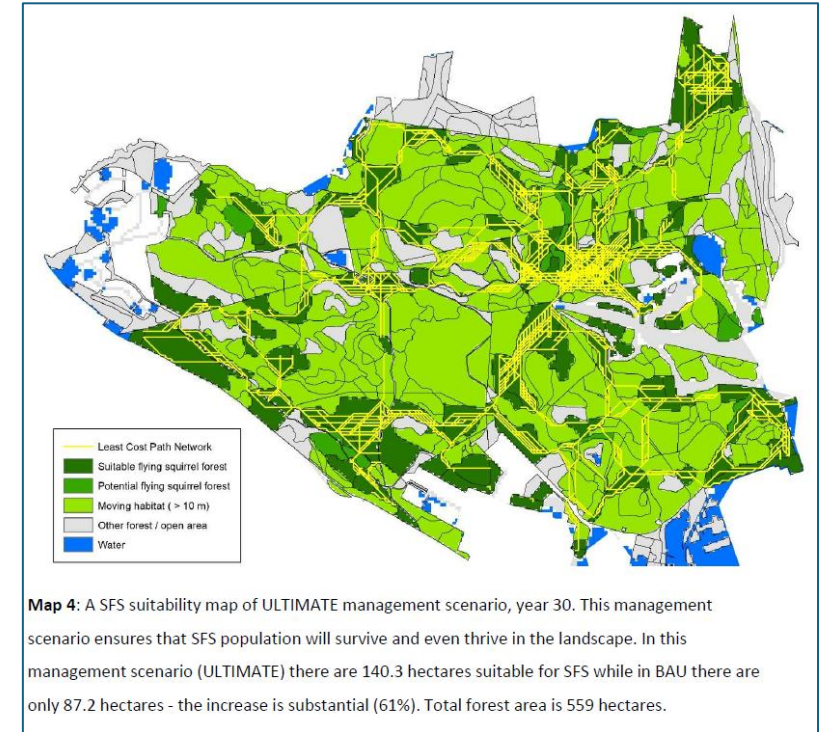 Least Cost Path Network
Suitable flying squirrel forest
Potential flying squirrel forest
Moving habitat ( > 10 m)
Other forest / open area
Water
Map 4: A SFS suitability map of ULTIMATE management scenario, year 30. This management
scenario ensures that SFS population will survive and even thrive in the landscape. In this
management scenario (ULTIMATE) there are 140.3 hectares suitable for SFS while in BAU there are
only 87.2 hectares - the increase is substantial (61%). Total forest area is 559 hectares.